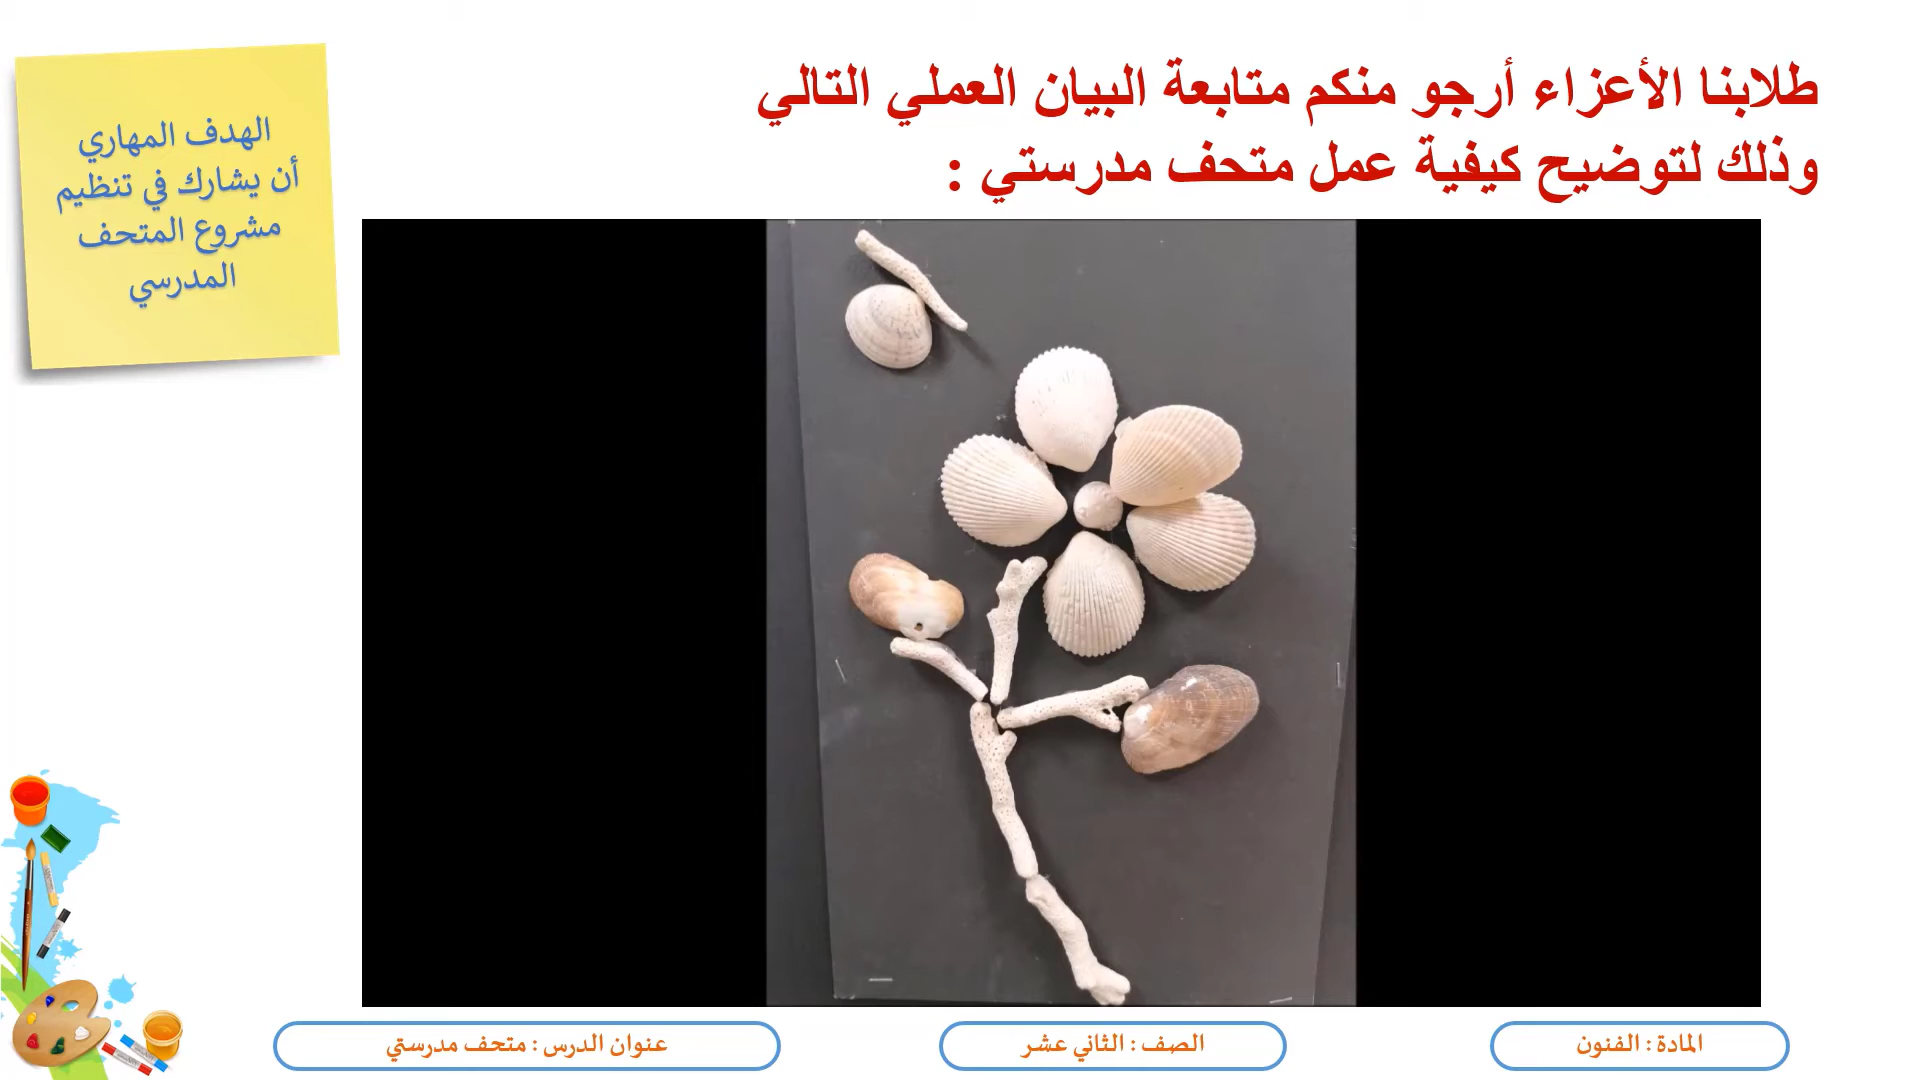 طلابنا الأعزاء أرجو منكم متابعة البيان العملي التالي
وذلك لتوضيح كيفية عمل متحف مدرستي :
الهدف المهاري
أن يشارك في تنظيم
مشروع المتحف
المدرسي
المادة : الفنون
الصف : الثاني عشر
عنوان الدرس : متحف مدرستي